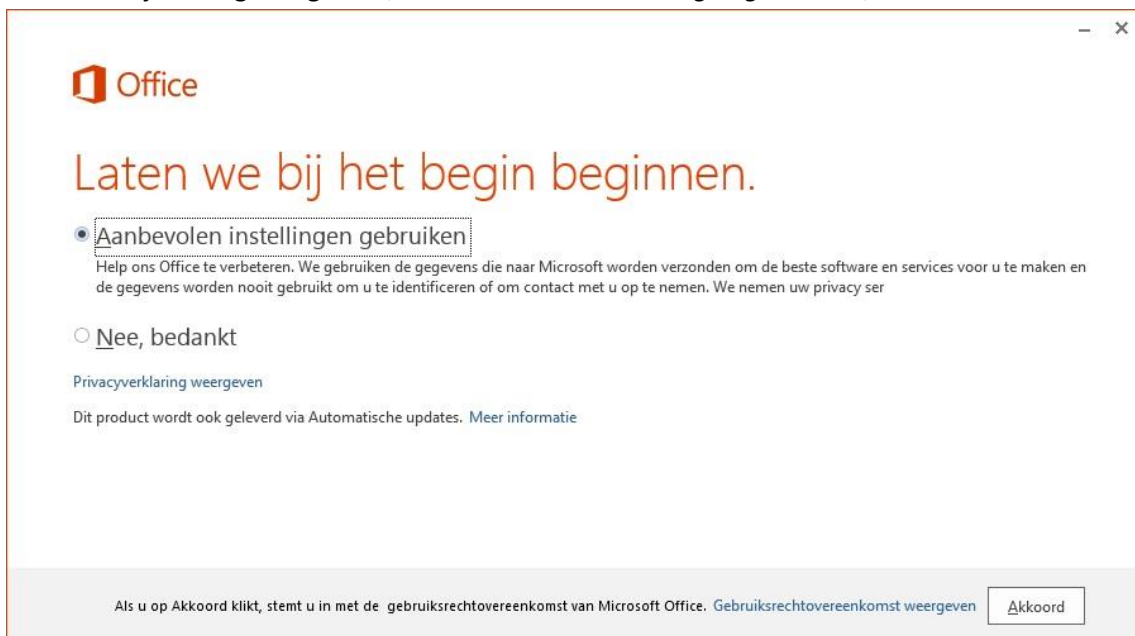 Office
Laten we bij het begin beginnen.
Aanbevolen instellingen gebruiken
Help ons Office te verbeteren. We gebruiken de gegevens die naar Microsoft worden verzonden om de beste software en services voor u te maken en
de gegevens worden nooit gebruikt om u te identificeren of om contact met u op te nemen. We nemen uw privacy ser
Nee, bedankt
Privacyverklaring weergeven
Dit product wordt ook geleverd via Automatische updates. Meer informatie
Als u op Akkoord klikt, stemt u in met de gebruiksrechtovereenkomst van Microsoft Office. Gebruiksrechtovereenkomst weergeven Akkoord